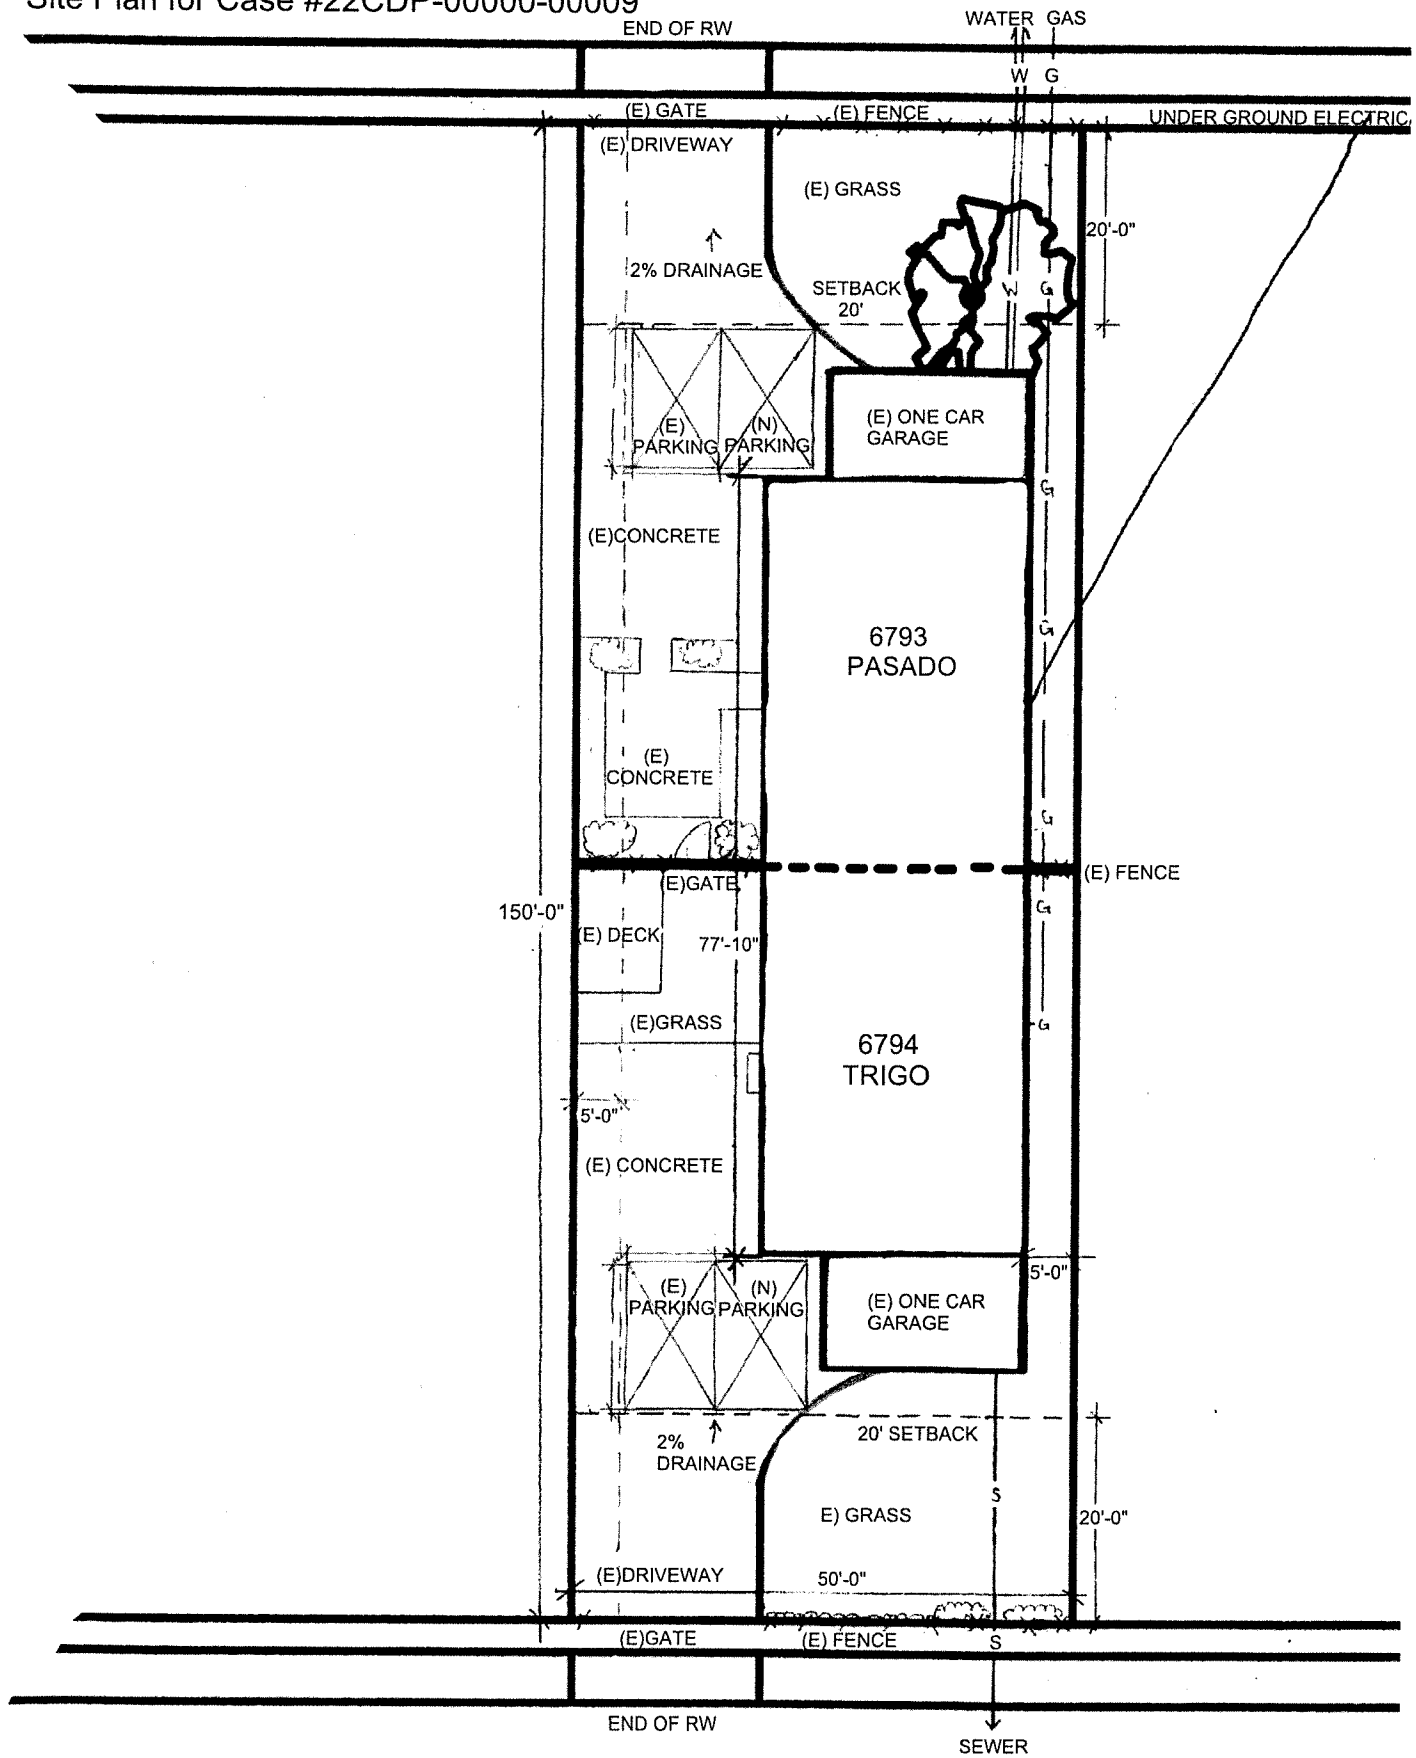 Site Plan for Case #22CDP-00000-00009
END OF RW
WATER GAS
W G
(E) GATE
(E) FENCE
UNDER GROUND ELECTRIC
(E) DRIVEWAY
(E) GRASS
20'-0"
2% DRAINAGE
SETBACK
20'
W G
(E)
PARKING
(N)
PARKING
(E) ONE CAR
GARAGE
G
(E)CONCRETE
6793
PASADO
G
(E)
CONCRETE
G
(E)GATE
(E) FENCE
150'-0"
(E) DECK
77'-10"
G
(E)GRASS
G
6794
TRIGO
5'-0"
(E) CONCRETE
5'-0"
(E)
PARKING
(N)
PARKING
(E) ONE CAR
GARAGE
2%
DRAINAGE
20' SETBACK
S
E) GRASS
20'-0"
(E)DRIVEWAY
50'-0"
(E)GATE
(E) FENCE
S
END OF RW
SEWER